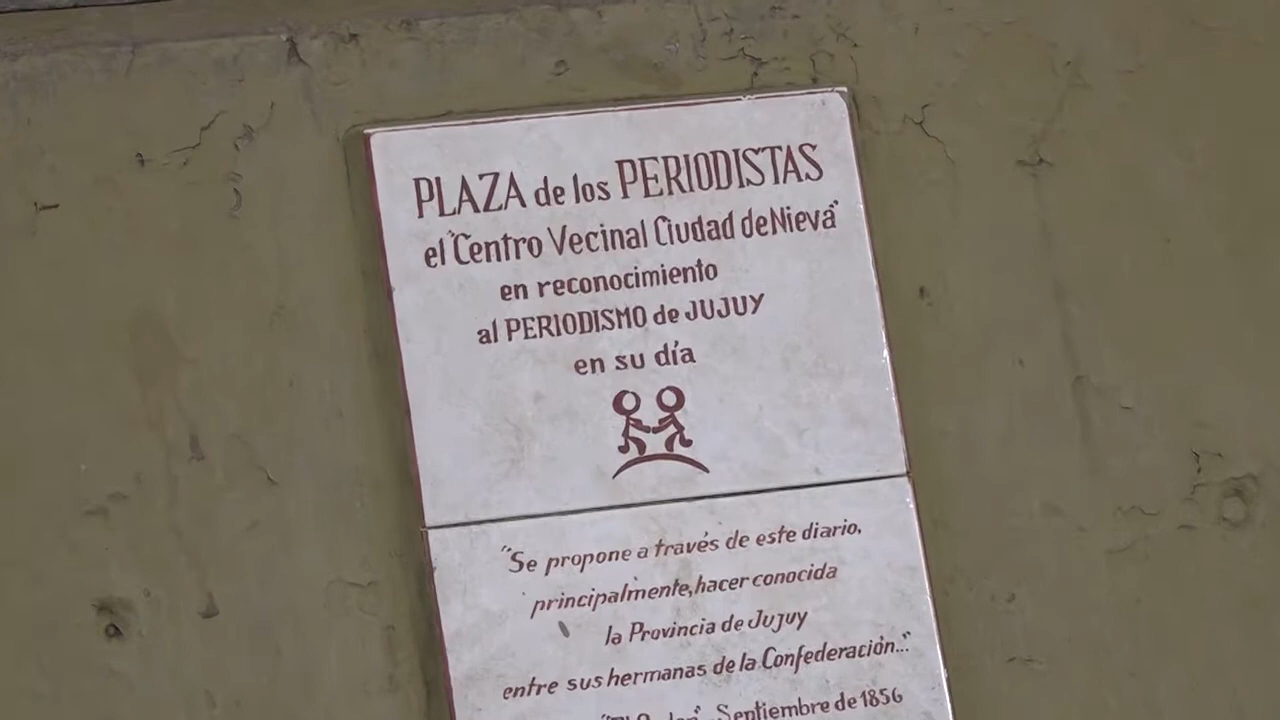 PLAZA de los PERIODISTAS
el "Centro Vecinal Ciudad de Nieva"
en reconocimiento
al PERIODISMO de JUJUY
en su día
"Se propone a través de este diario,
principalmente, hacer conocida
la Provincia de Jujuy
entre sus hermanas de la Confederación..."
Septiembre de 1856